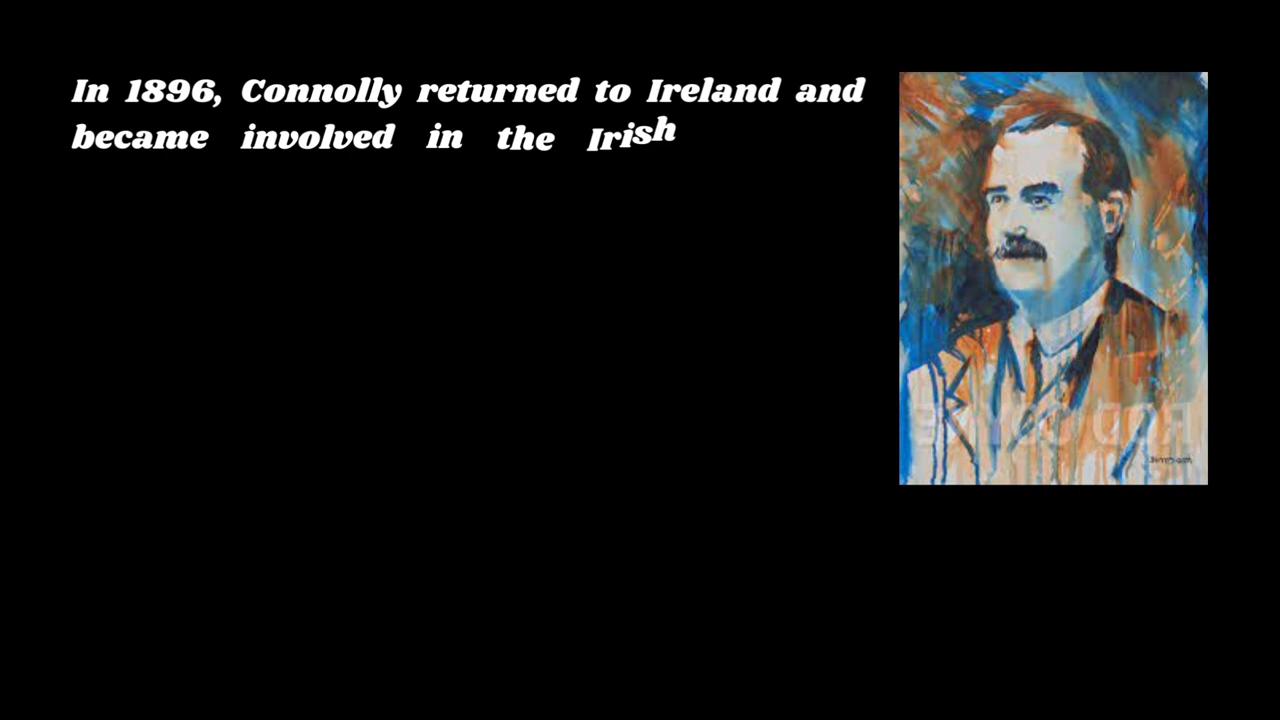 In 1896, Connolly returned to Ireland and
became involved in the Irish